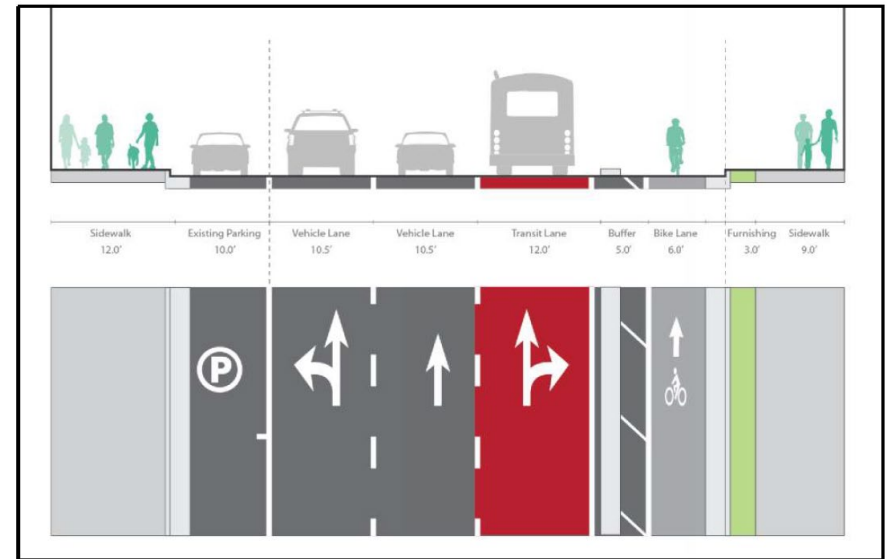 Sidewalk
12.0'
Existing Parking
10.0'
Vehicle Lane
10.5'
Vehicle Lane
10.5'
Transit Lane
12.0'
Buffer
5.0'
Bike Lane
6.0'
Furnishing
3.0'
Sidewalk
9.0'
P